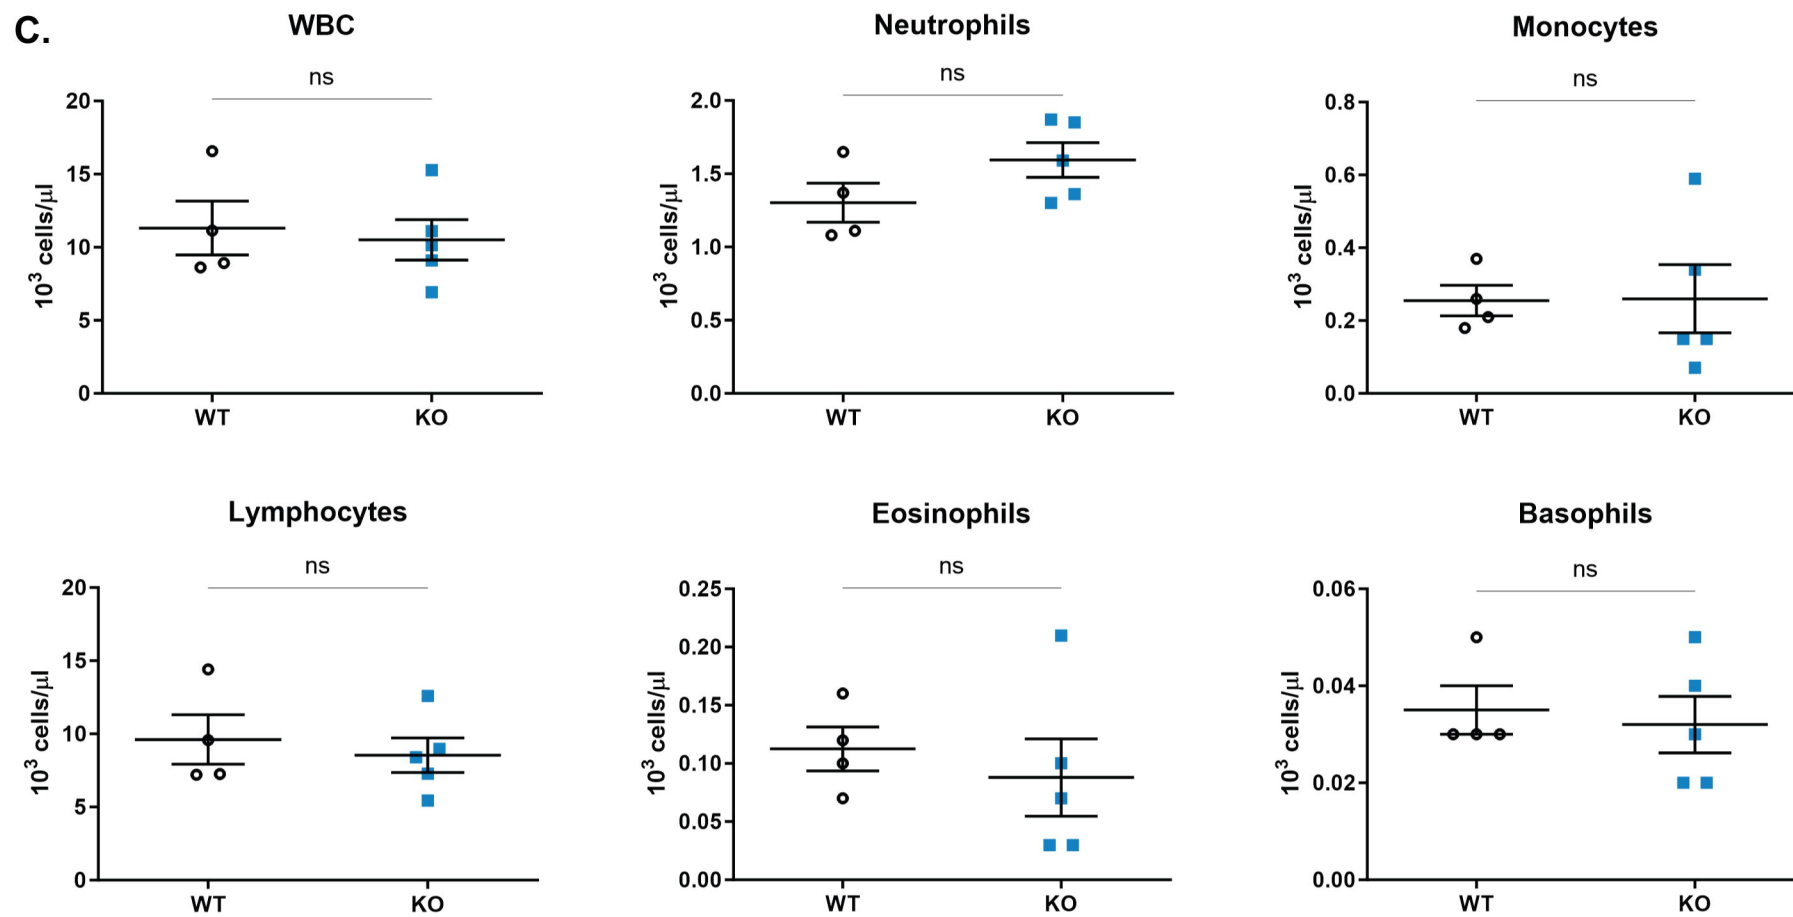 C.
WBC
ns
10³ cells/µl
20
15
10
5
0
WT KO
Neutrophils
ns
10³ cells/µl
2.0
1.5
1.0
0.5
0.0
WT KO
Monocytes
ns
10³ cells/µl
0.8
0.6
0.4
0.2
0.0
WT KO
Lymphocytes
ns
10³ cells/µl
20
15
10
5
0
WT KO
Eosinophils
ns
10³ cells/µl
0.25
0.20
0.15
0.10
0.05
0.00
WT KO
Basophils
ns
10³ cells/µl
0.06
0.04
0.02
0.00
WT KO